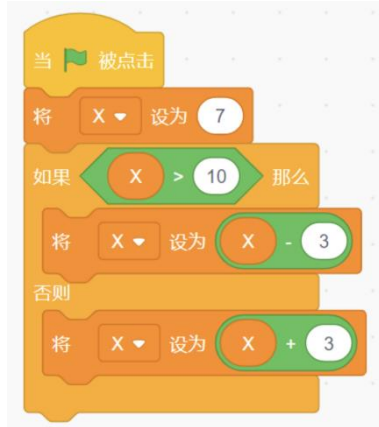 当 被点击
将 X 设为 7
如果 X > 10 那么
将 X 设为 X - 3
否则
将 X 设为 X + 3